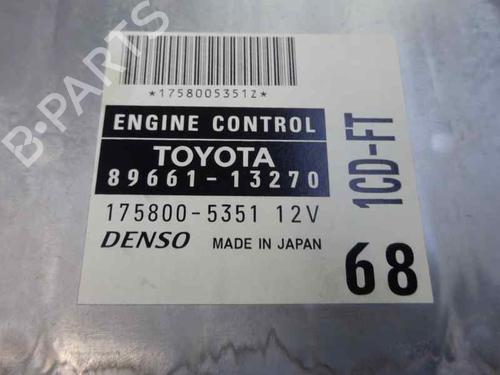 B-PARTS
*1758005351Z*
ENGINE CONTROL
TOYOTA
89661-13270
175800-5351 12V
DENSO MADE IN JAPAN
1CD-FT
68